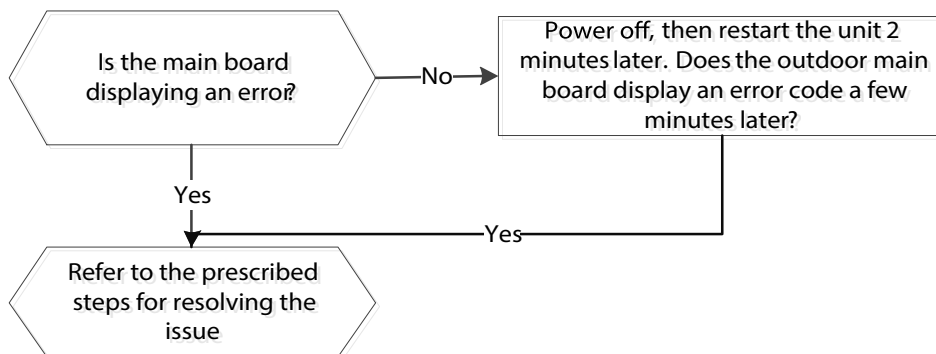 Is the main board
displaying an error?
No
Power off, then restart the unit 2
minutes later. Does the outdoor main
board display an error code a few
minutes later?
Yes
Yes
Refer to the prescribed
steps for resolving the
issue